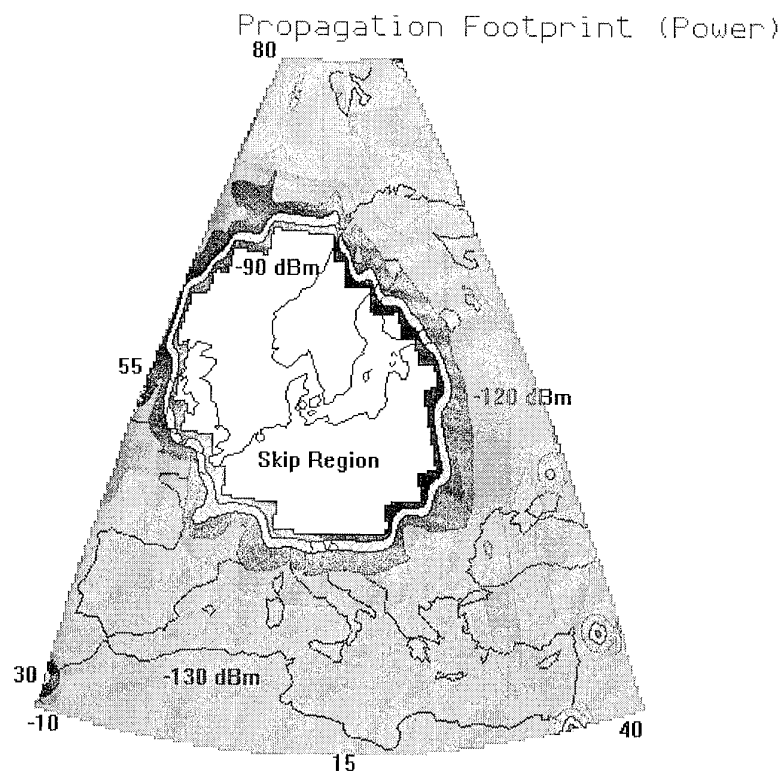 Propagation Footprint (Power)
80
-90 dBm
55
-120 dBm
Skip Region
30
-130 dBm
-10
40
15